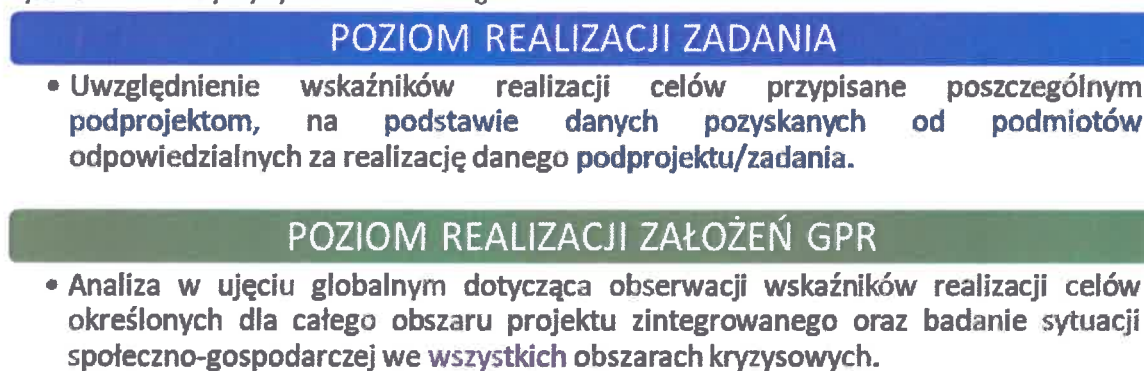 POZIOM REALIZACJI ZADANIA
• Uwzględnienie wskaźników realizacji celów przypisane poszczególnym
podprojektom, na podstawie danych pozyskanych od podmiotów
odpowiedzialnych za realizację danego podprojektu/zadania.
POZIOM REALIZACJI ZAŁOŻEŃ GPR
• Analiza w ujęciu globalnym dotycząca obserwacji wskaźników realizacji celów
określonych dla całego obszaru projektu zintegrowanego oraz badanie sytuacji
społeczno-gospodarczej we wszystkich obszarach kryzysowych.